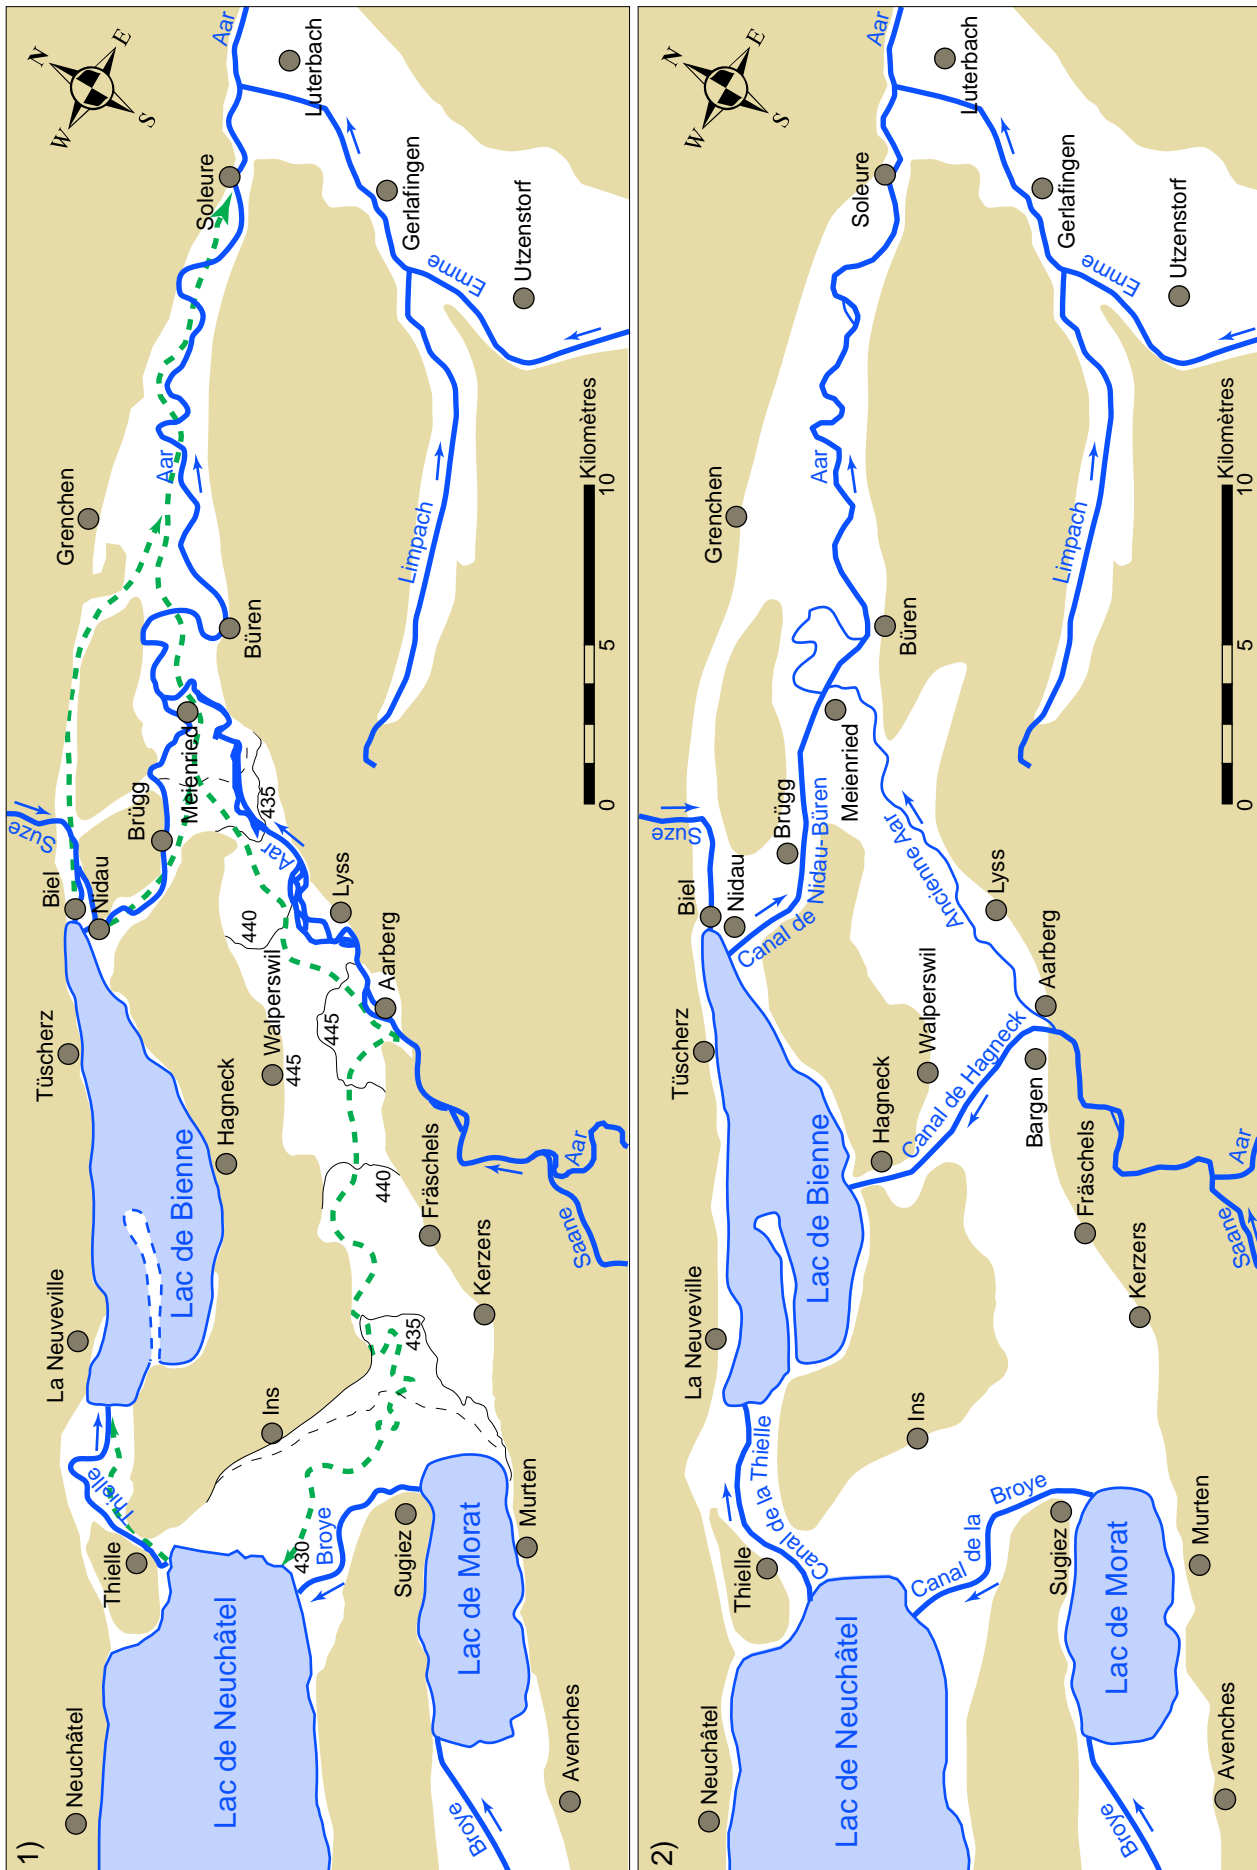 1)
Neuchâtel
Lac de Neuchâtel
Broye
Avenches
Thielle
Thielle
430
Broye
Sugiez
Lac de Morat
Murten
La Neuveville
Ins
435
Kerzers
Lac de Bienne
Tüscherz
Hagneck
445
Walperswil
440
Fräschels
Saane
Aar
445
Aarberg
Lyss
440
Biel
Nidau
Suze
Brügg
Meienried
435
Aar
Büren
Grenchen
Aar
Limpach
Soleure
Gerlafingen
Emme
Utzenstorf
Luterbach
Aar
N
E
S
W
0
5
10
Kilomètres
2)
Neuchâtel
Lac de Neuchâtel
Broye
Avenches
Thielle
Canal de la Thielle
Canal de la
Broye
Sugiez
Lac de Morat
Murten
La Neuveville
Ins
Kerzers
Lac de Bienne
Tüscherz
Hagneck
Canal de Hagneck
Walperswil
Bargen
Fräschels
Saane
Aar
Aarberg
Lyss
Ancienne Aar
Biel
Nidau
Suze
Canal de Nidau-Büren
Brügg
Meienried
Büren
Grenchen
Aar
Limpach
Soleure
Gerlafingen
Emme
Utzenstorf
Luterbach
Aar
N
E
S
W
0
5
10
Kilomètres